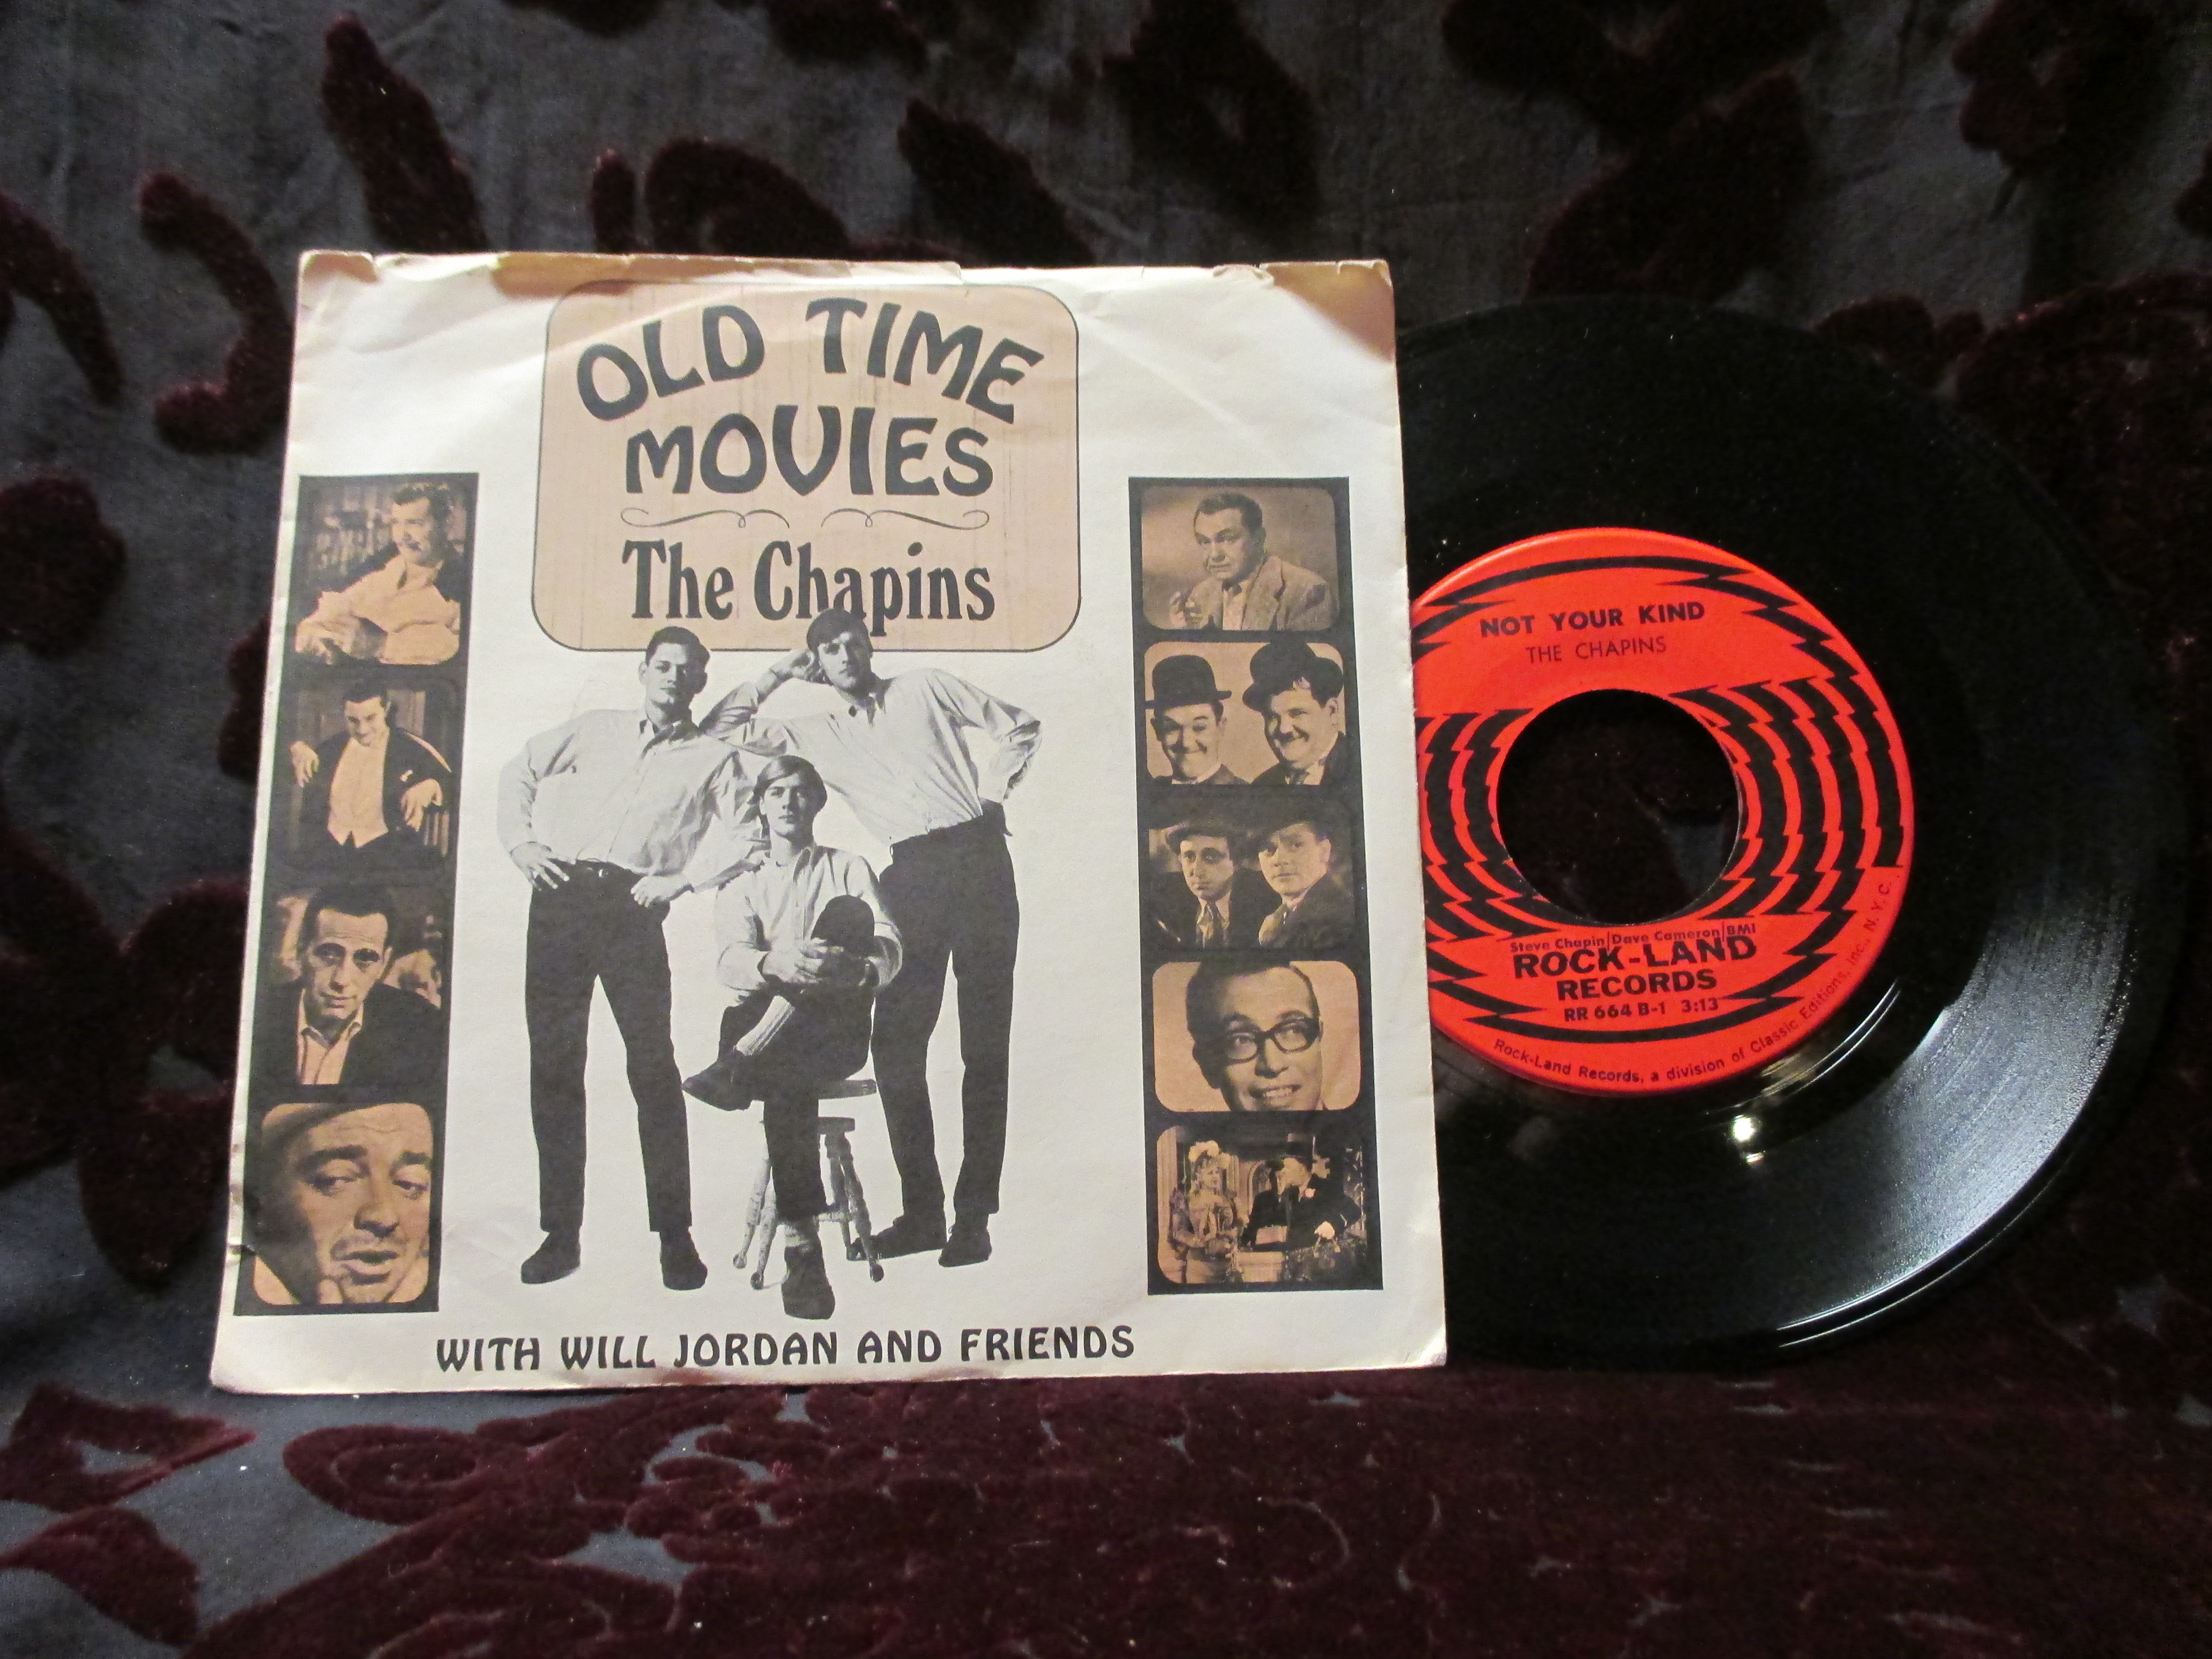 OLD TIME
MOVIES
The Chapins
WITH WILL JORDAN AND FRIENDS
NOT YOUR KIND
THE CHAPINS
Steve Chapin/Dave Cameron/BMI
ROCK-LAND
RECORDS
RR 664 B-1 3:13
Rock-Land Records, a division of Classic Editions, Inc., N.Y.C.